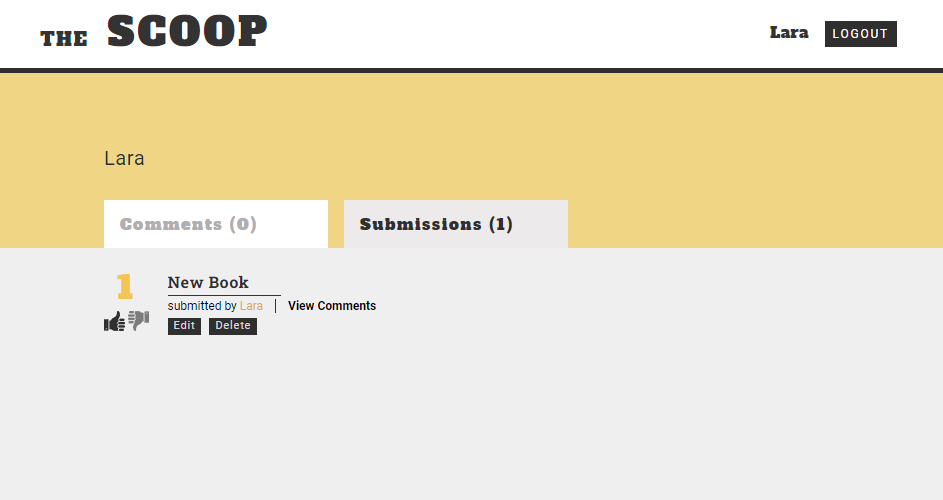 THE SCOOP
Lara LOGOUT
Lara
Comments (0) Submissions (1)
1 New Book
submitted by Lara | View Comments
Edit Delete